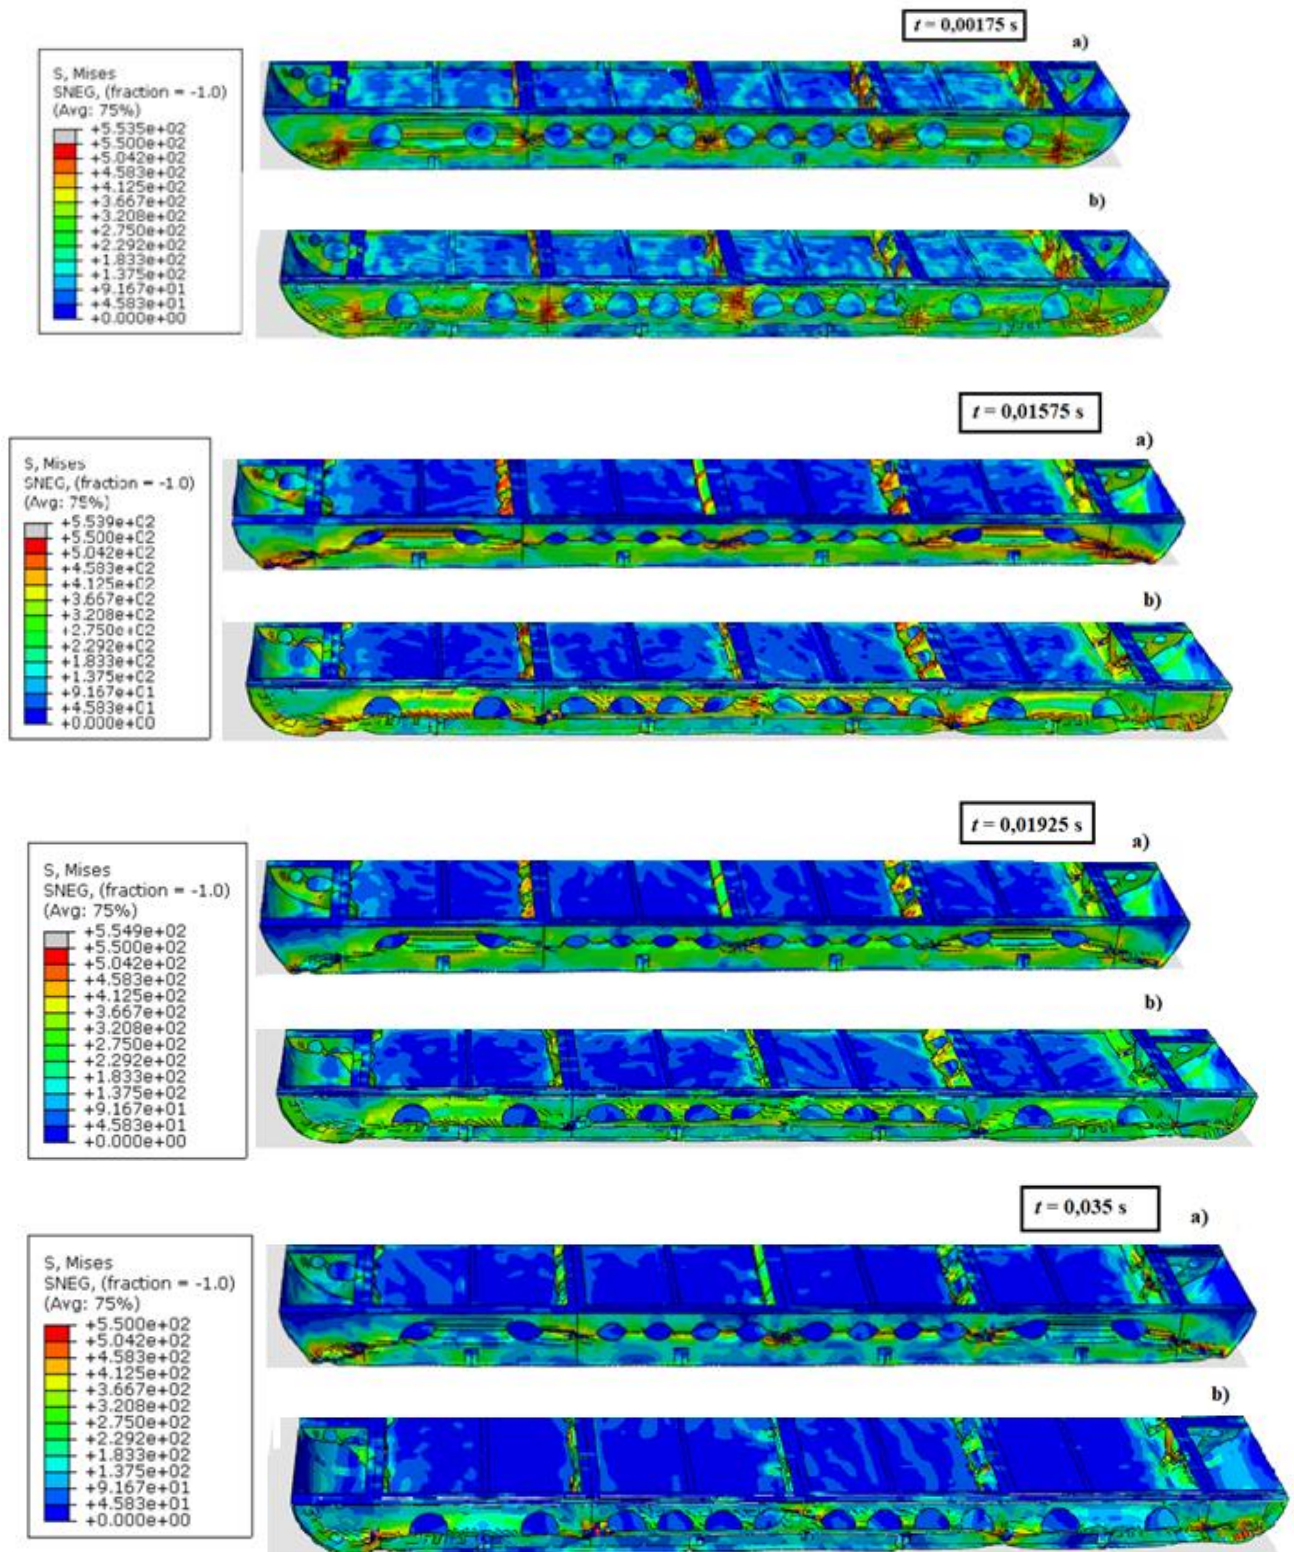 t = 0,00175 s
a)
S, Mises
SNEG, (fraction = -1.0)
(Avg: 75%)
+5.535e+02
+5.500e+02
+5.042e+02
+4.583e+02
+4.125e+02
+3.667e+02
+3.208e+02
+2.750e+02
+2.292e+02
+1.833e+02
+1.375e+02
+9.167e+01
+4.583e+01
+0.000e+00
b)
t = 0,01575 s
a)
S, Mises
SNEG, (fraction = -1.0)
(Avg: 75%)
+5.539e+02
+5.500e+02
+5.042e+02
+4.583e+02
+4.125e+02
+3.667e+02
+3.208e+02
+2.750e+02
+2.292e+02
+1.833e+02
+1.375e+02
+9.167e+01
+4.583e+01
+0.000e+00
b)
t = 0,01925 s
a)
S, Mises
SNEG, (fraction = -1.0)
(Avg: 75%)
+5.549e+02
+5.500e+02
+5.042e+02
+4.583e+02
+4.125e+02
+3.667e+02
+3.208e+02
+2.750e+02
+2.292e+02
+1.833e+02
+1.375e+02
+9.167e+01
+4.583e+01
+0.000e+00
b)
t = 0,035 s
a)
S, Mises
SNEG, (fraction = -1.0)
(Avg: 75%)
+5.500e+02
+5.042e+02
+4.583e+02
+4.125e+02
+3.667e+02
+3.208e+02
+2.750e+02
+2.292e+02
+1.833e+02
+1.375e+02
+9.167e+01
+4.583e+01
+0.000e+00
b)